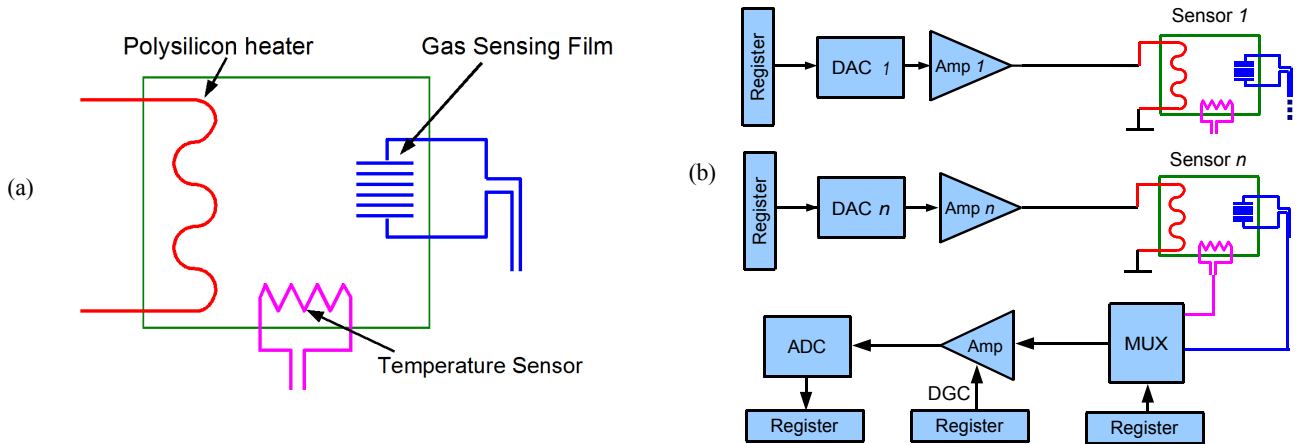 (a)
Polysilicon heater
Gas Sensing Film
Temperature Sensor
(b)
Sensor 1
Register
DAC 1
Amp 1
Sensor n
Register
DAC n
Amp n
ADC
Amp
MUX
DGC
Register
Register
Register